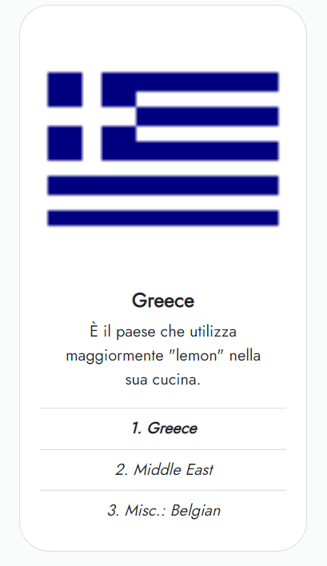 Greece
È il paese che utilizza
maggiormente "lemon" nella
sua cucina.
1. Greece
2. Middle East
3. Misc.: Belgian